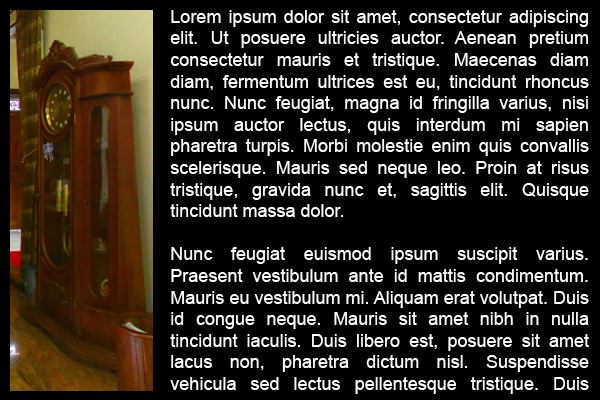 Lorem ipsum dolor sit amet, consectetur adipiscing
elit. Ut posuere ultricies auctor. Aenean pretium
consectetur mauris et tristique. Maecenas diam
diam, fermentum ultrices est eu, tincidunt rhoncus
nunc. Nunc feugiat, magna id fringilla varius, nisi
ipsum auctor lectus, quis interdum mi sapien
pharetra turpis. Morbi molestie enim quis convallis
scelerisque. Mauris sed neque leo. Proin at risus
tristique, gravida nunc et, sagittis elit. Quisque
tincidunt massa dolor.

Nunc feugiat euismod ipsum suscipit varius.
Praesent vestibulum ante id mattis condimentum.
Mauris eu vestibulum mi. Aliquam erat volutpat. Duis
id congue neque. Mauris sit amet nibh in nulla
tincidunt iaculis. Duis libero est, posuere sit amet
lacus non, pharetra dictum nisl. Suspendisse
vehicula sed lectus pellentesque tristique. Duis